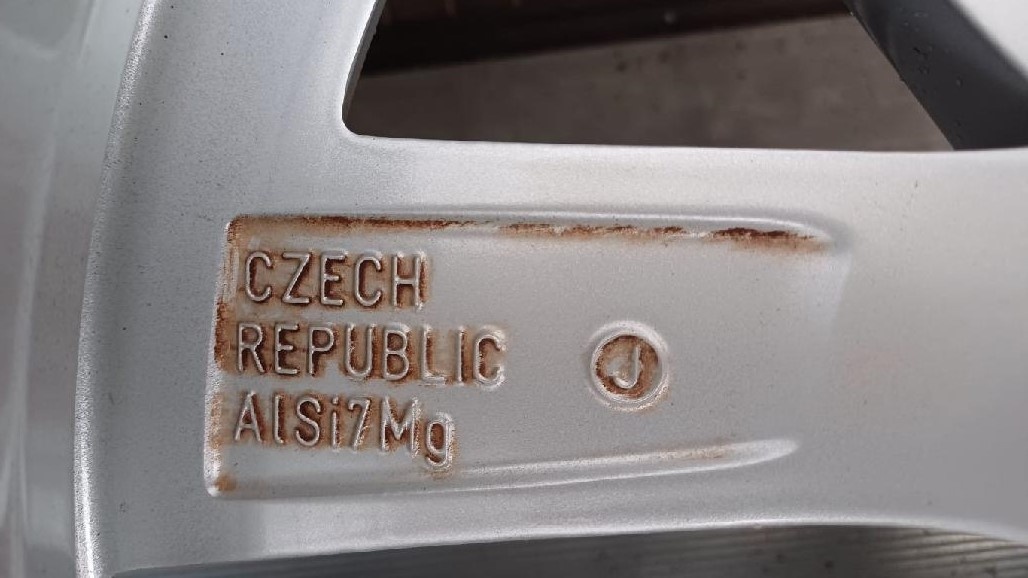 CZECH
REPUBLIC
AlSi7Mg
J